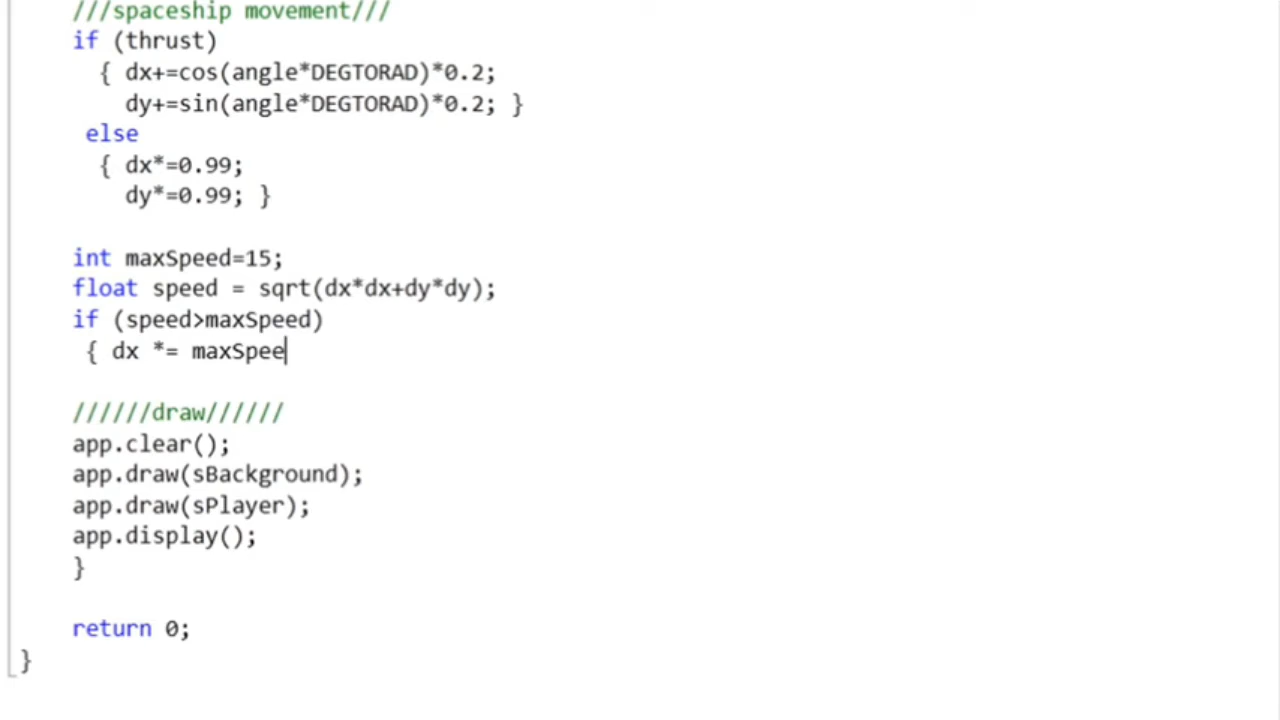 ///spaceship movement///
if (thrust)
{ dx+=cos(angle*DEGTORAD)*0.2;
dy+=sin(angle*DEGTORAD)*0.2; }
else
{ dx*=0.99;
dy*=0.99; }
int maxSpeed=15;
float speed = sqrt(dx*dx+dy*dy);
if (speed>maxSpeed)
{ dx *= maxSpee
//////draw//////
app.clear();
app.draw(sBackground);
app.draw(sPlayer);
app.display();
}
return 0;
}